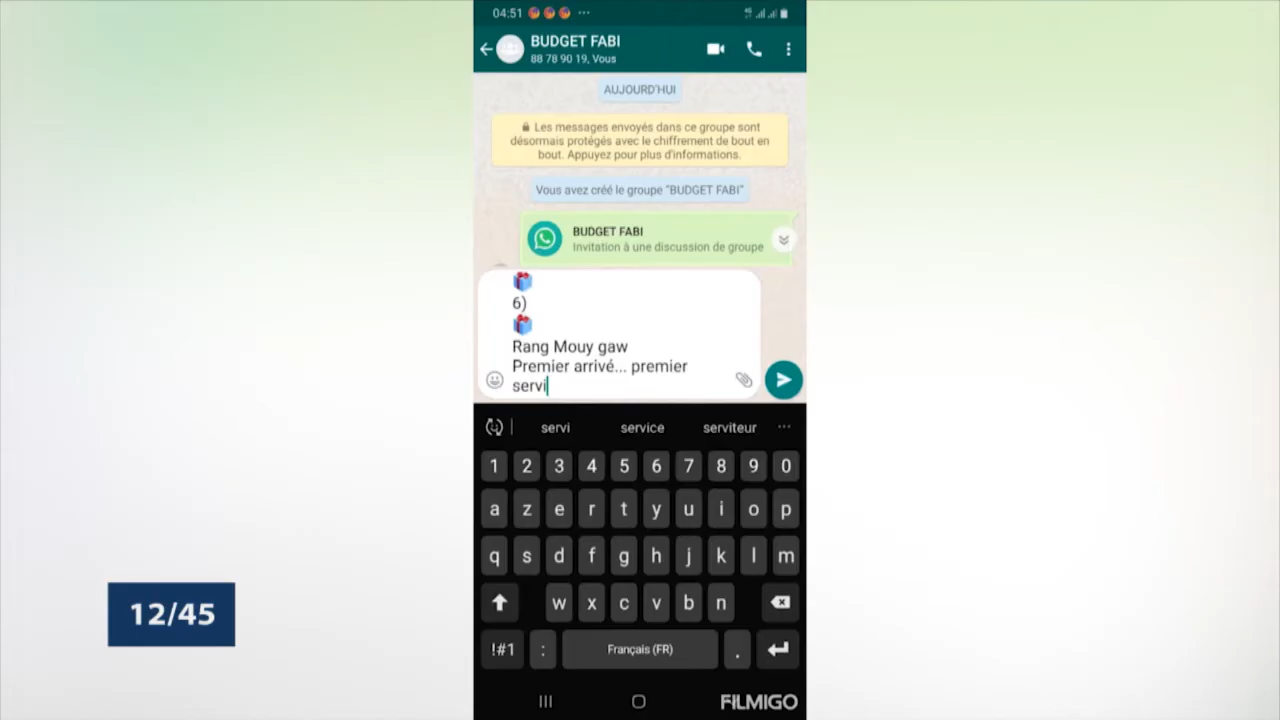 04:51
BUDGET FABI
88 78 90 19, Vous
AUJOURD'HUI
Les messages envoyés dans ce groupe sont
désormais protégés avec le chiffrement de bout en
bout. Appuyez pour plus d'informations.
Vous avez créé le groupe "BUDGET FABI"
BUDGET FABI
Invitation à une discussion de groupe
6)
Rang Mouy gaw
Premier arrivé... premier
servi
servi service serviteur
1 2 3 4 5 6 7 8 9 0
a z e r t y u i o p
q s d f g h j k l m
w x c v b n
!#1 : Français (FR) .
12/45
FILMIGO